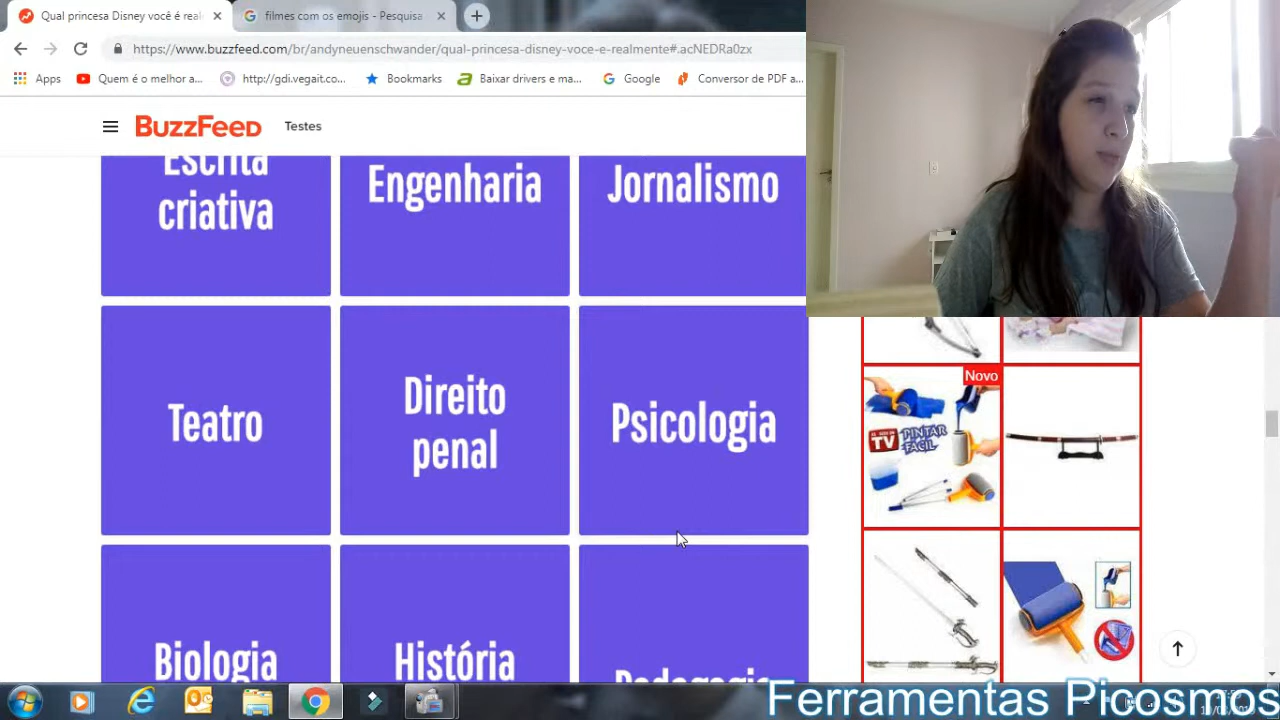 Qual princesa Disney você é real
filmes com os emojis - Pesquisa
https://www.buzzfeed.com/br/andyneuenschwander/qual-princesa-disney-voce-e-realmente#.acNEDRa0zx
Apps
Quem é o melhor a...
http://gdi.vegait.co...
Bookmarks
Baixar drivers e ma...
Google
Conversor de PDF a...
BuzzFeed
Testes
Escrita
criativa
Engenharia
Jornalismo
Novo
TV
PINTAR
FÁCIL
Teatro
Direito
penal
Psicologia
Biologia
História
Pedagogia
Ferramentas Picosmos